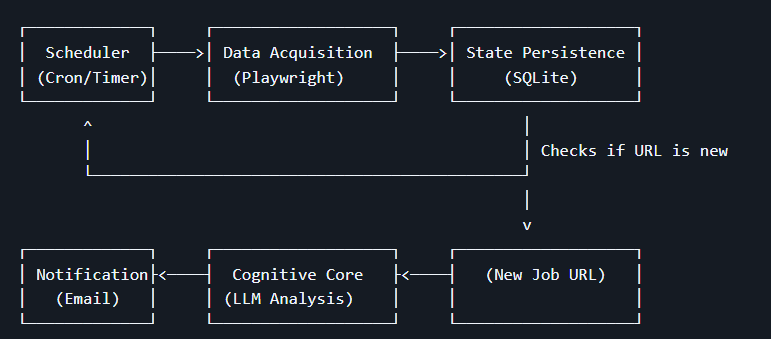 Scheduler
(Cron/Timer)
Data Acquisition
(Playwright)
State Persistence
(SQLite)
Checks if URL is new
Notification
(Email)
Cognitive Core
(LLM Analysis)
(New Job URL)